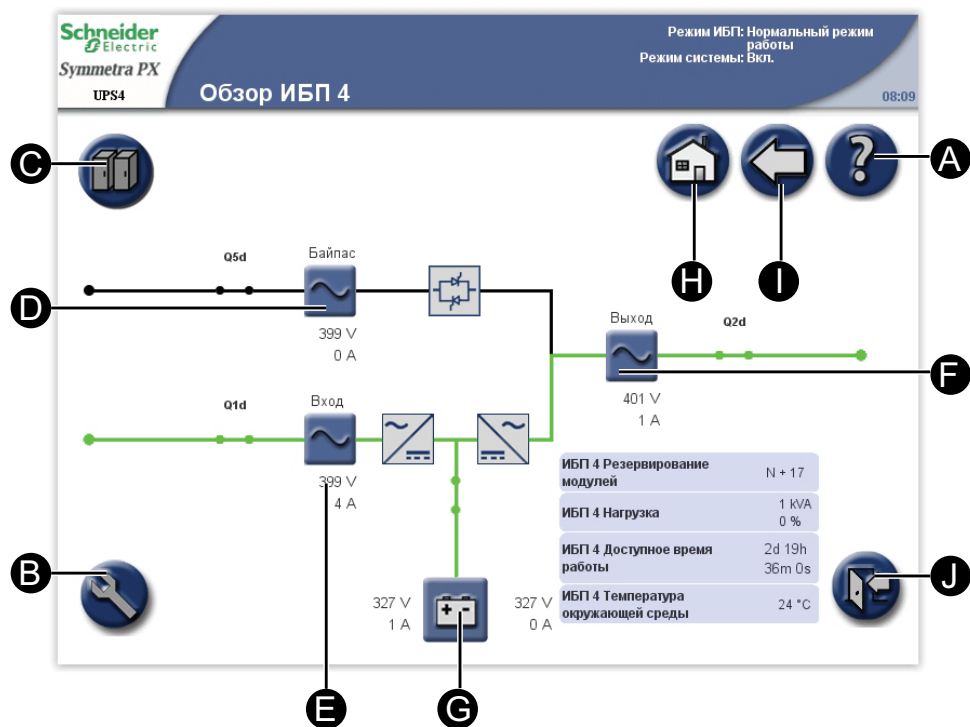 Schneider
Electric
Symmetra PX
UPS4
Обзор ИБП 4
Режим ИБП: Нормальный режим
работы
Режим системы: Вкл.
08:09
C
A
H
I
Q5d
Байпас
D
399 V
0 A
Выход
Q2d
F
401 V
1 A
Q1d
Вход
399 V
4 A
ИБП 4 Резервирование
модулей
N + 17
ИБП 4 Нагрузка
1 kVA
0 %
ИБП 4 Доступное время
работы
2d 19h
36m 0s
ИБП 4 Температура
окружающей среды
24 °C
B
J
327 V
1 A
327 V
0 A
E
G